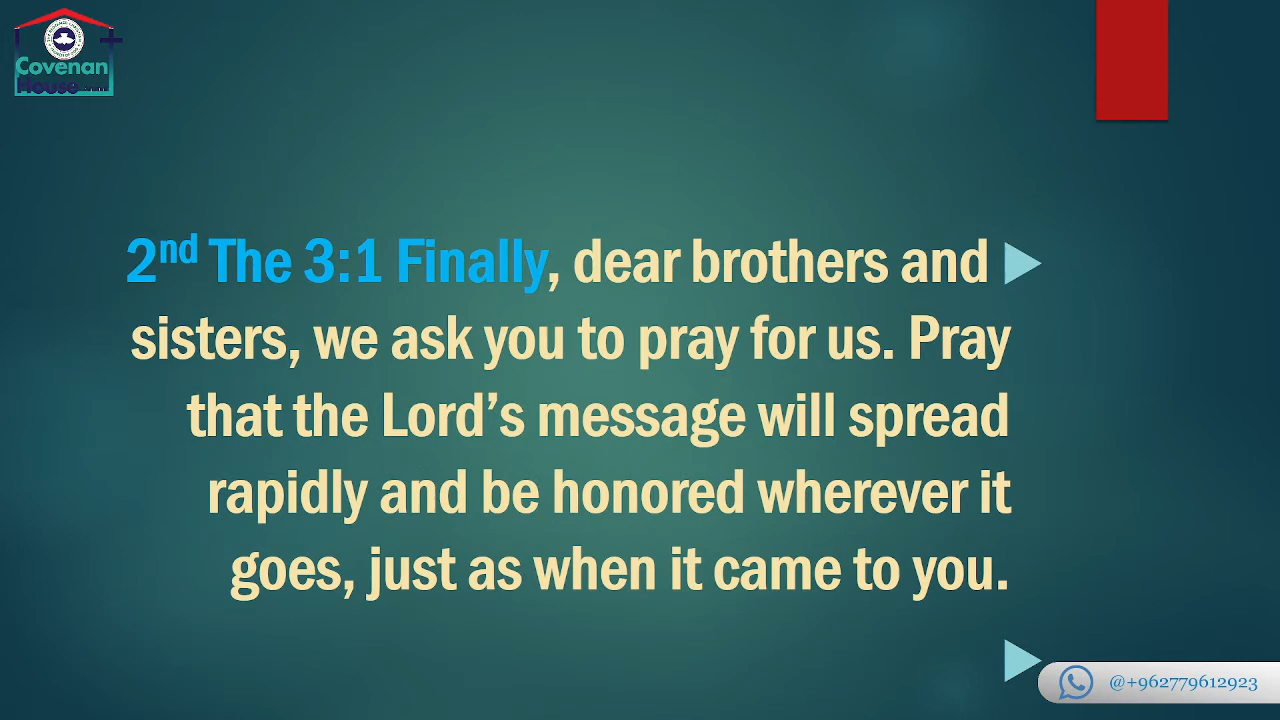 Covenan
House
2nd The 3:1 Finally, dear brothers and
sisters, we ask you to pray for us. Pray
that the Lord’s message will spread
rapidly and be honored wherever it
goes, just as when it came to you.
@+962779612923